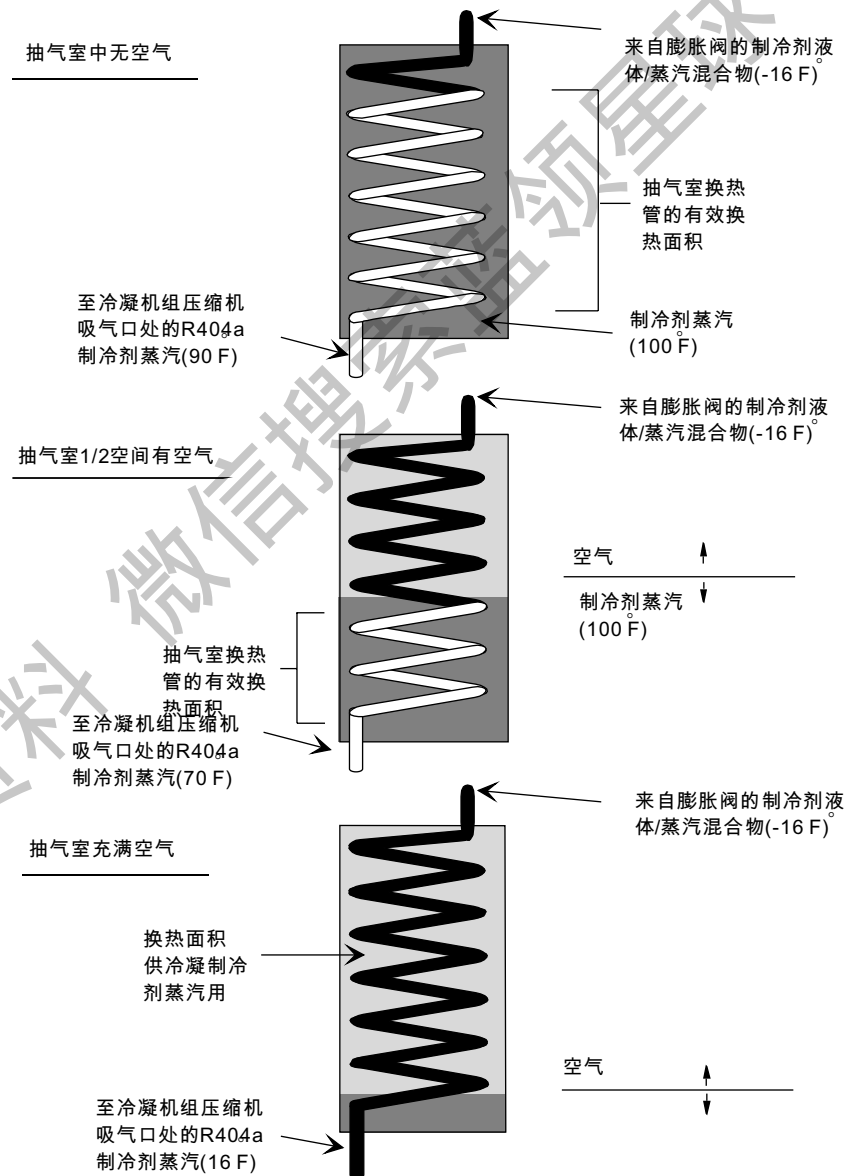 抽气室中无空气
来自膨胀阀的制冷剂液
体/蒸汽混合物(-16 F)°
抽气室换热
管的有效换
热面积
至冷凝机组压缩机
吸气口处的R404a
制冷剂蒸汽(90 F)°
制冷剂蒸汽
(100 F)°
抽气室1/2空间有空气
来自膨胀阀的制冷剂液
体/蒸汽混合物(-16 F)°
空气
制冷剂蒸汽
(100 F)°
抽气室换热
管的有效换
热面积
至冷凝机组压缩机
吸气口处的R404a
制冷剂蒸汽(70 F)°
抽气室充满空气
来自膨胀阀的制冷剂液
体/蒸汽混合物(-16 F)°
换热面积
供冷凝制冷
剂蒸汽用
空气
至冷凝机组压缩机
吸气口处的R404a
制冷剂蒸汽(16 F)°
料 微信搜索蓝领星球